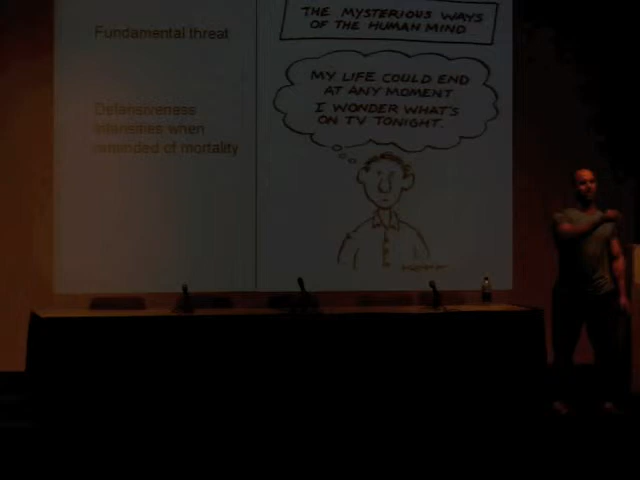 Fundamental threat
Defensiveness
intensifies when
reminded of mortality
THE MYSTERIOUS WAYS
OF THE HUMAN MIND
MY LIFE COULD END
AT ANY MOMENT.
I WONDER WHAT'S
ON TV TONIGHT.